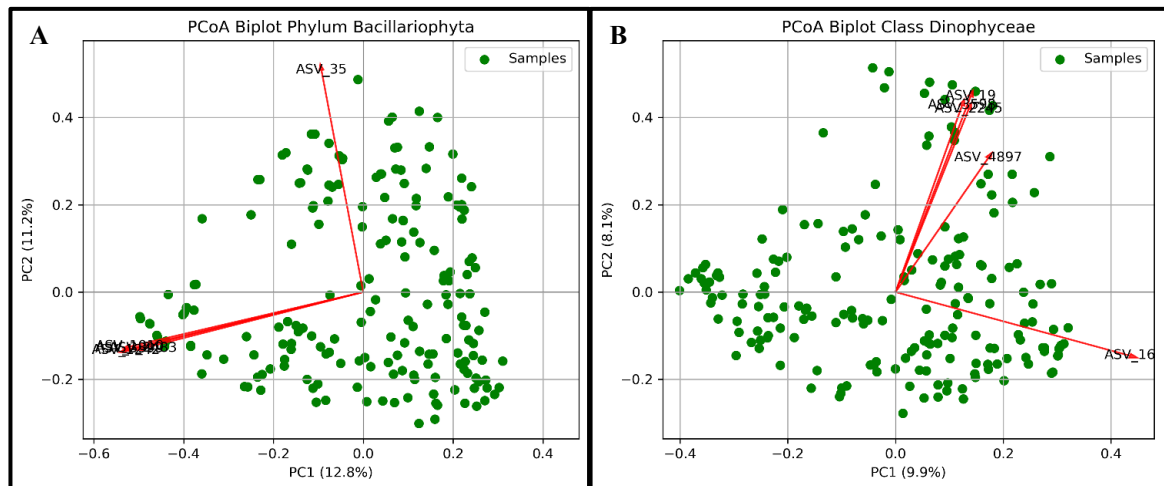 A
PCoA Biplot Phylum Bacillariophyta
Samples
ASV_35
PC2 (11.2%)
0.4
0.2
0.0
−0.2
−0.6
−0.4
−0.2
0.0
0.2
0.4
PC1 (12.8%)
B
PCoA Biplot Class Dinophyceae
Samples
ASV_19
ASV_2245
ASV_4897
ASV_16
PC2 (8.1%)
0.4
0.2
0.0
−0.2
−0.4
−0.2
0.0
0.2
0.4
PC1 (9.9%)